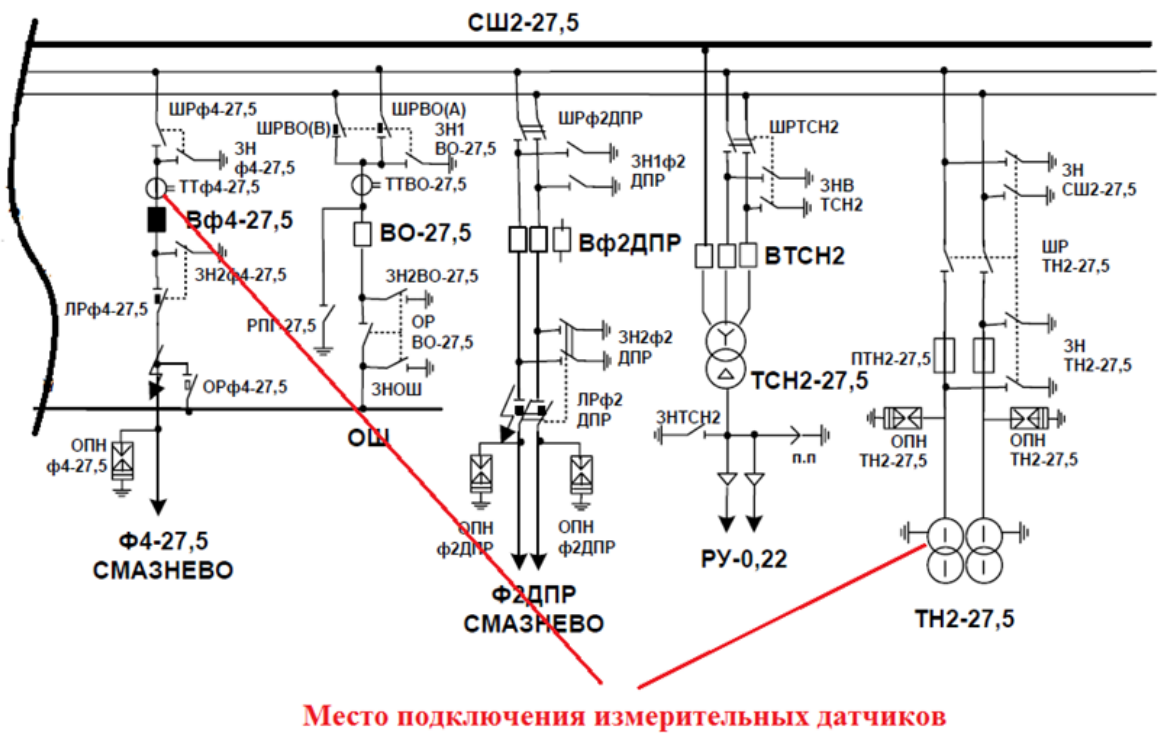 СШ2-27,5
ШРф4-27,5
ЗН
ф4-27,5
ТТф4-27,5
Вф4-27,5
ЗН2ф4-27,5
ЛРф4-27,5
ОРф4-27,5
ОПН
ф4-27,5
Ф4-27,5
СМАЗНЕВО
ШРВО(В)
ШРВО(А)
ЗН1
ВО-27,5
ТТВО-27,5
ВО-27,5
ЗН2ВО-27,5
РПГ-27,5
ОР
ВО-27,5
ЗНОШ
ОШ
ШРф2ДПР
ЗН1ф2
ДПР
Вф2ДПР
ЗН2ф2
ДПР
ЛРф2
ДПР
ОПН
ф2ДПР
ОПН
ф2ДПР
Ф2ДПР
СМАЗНЕВО
ШРТСН2
ЗНВ
ТСН2
ВТСН2
ТСН2-27,5
ЗНТСН2
п.п
РУ-0,22
ЗН
СШ2-27,5
ШР
ТН2-27,5
ПТН2-27,5
ЗН
ТН2-27,5
ОПН
ТН2-27,5
ОПН
ТН2-27,5
ТН2-27,5
Место подключения измерительных датчиков